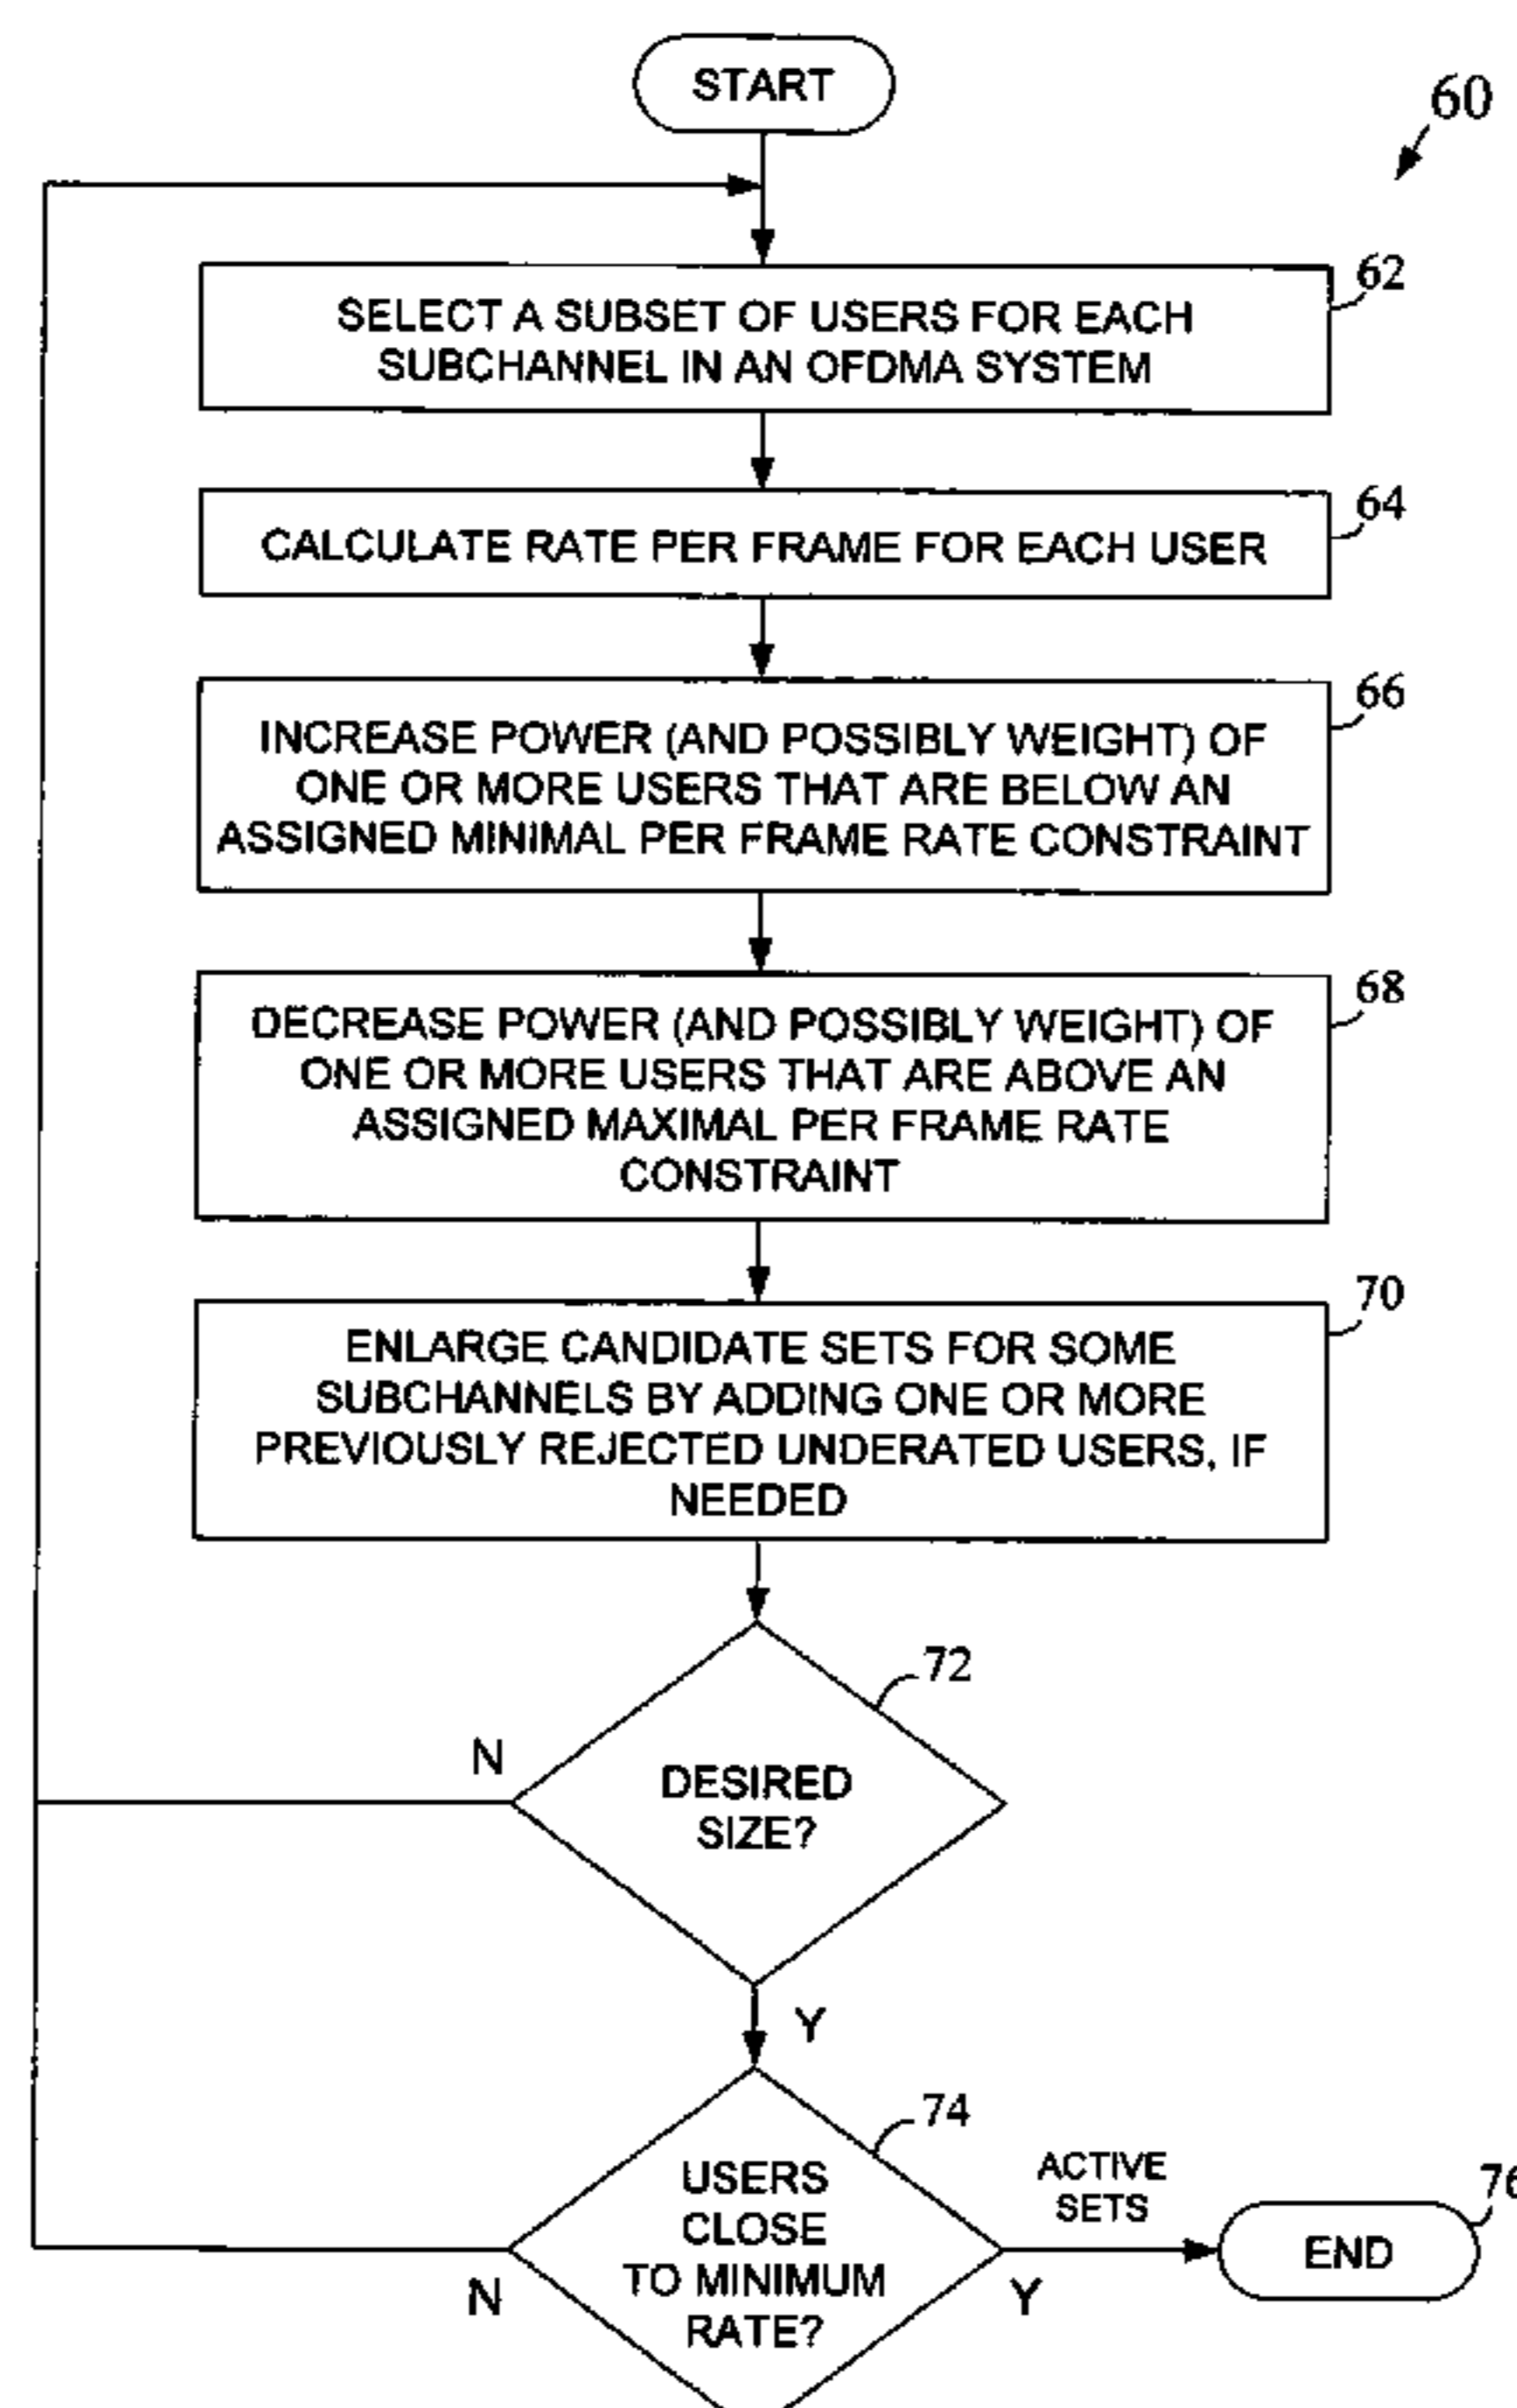 START
60
62
SELECT A SUBSET OF USERS FOR EACH
SUBCHANNEL IN AN OFDMA SYSTEM
64
CALCULATE RATE PER FRAME FOR EACH USER
66
INCREASE POWER (AND POSSIBLY WEIGHT) OF
ONE OR MORE USERS THAT ARE BELOW AN
ASSIGNED MINIMAL PER FRAME RATE CONSTRAINT
68
DECREASE POWER (AND POSSIBLY WEIGHT) OF
ONE OR MORE USERS THAT ARE ABOVE AN
ASSIGNED MAXIMAL PER FRAME RATE
CONSTRAINT
70
ENLARGE CANDIDATE SETS FOR SOME
SUBCHANNELS BY ADDING ONE OR MORE
PREVIOUSLY REJECTED UNDERATED USERS, IF
NEEDED
72
N
DESIRED
SIZE?
Y
74
USERS
CLOSE
TO MINIMUM
RATE?
N
Y
ACTIVE
SETS
76
END